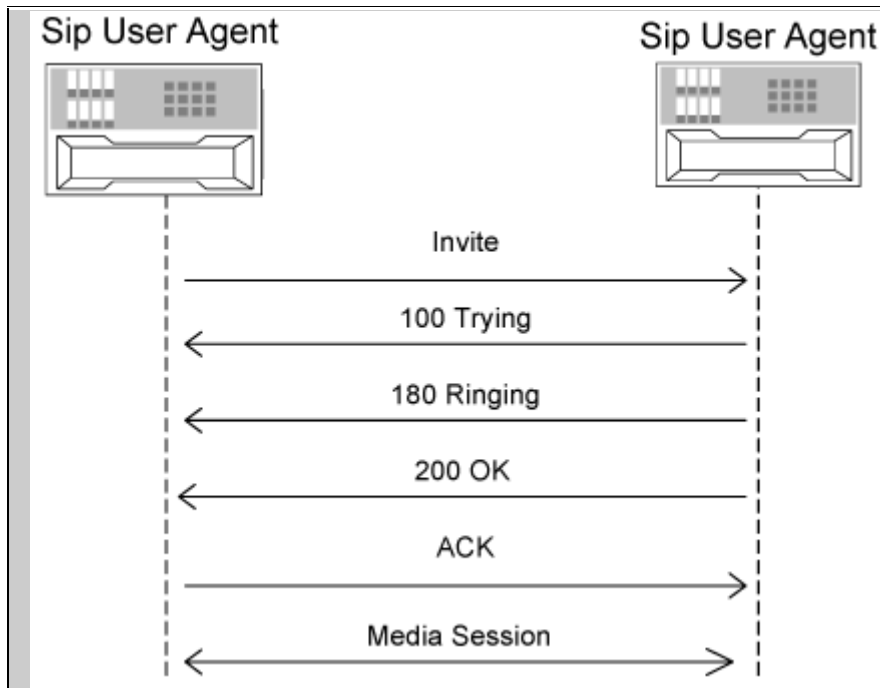 Sip User Agent
Sip User Agent
Invite
100 Trying
180 Ringing
200 OK
ACK
Media Session